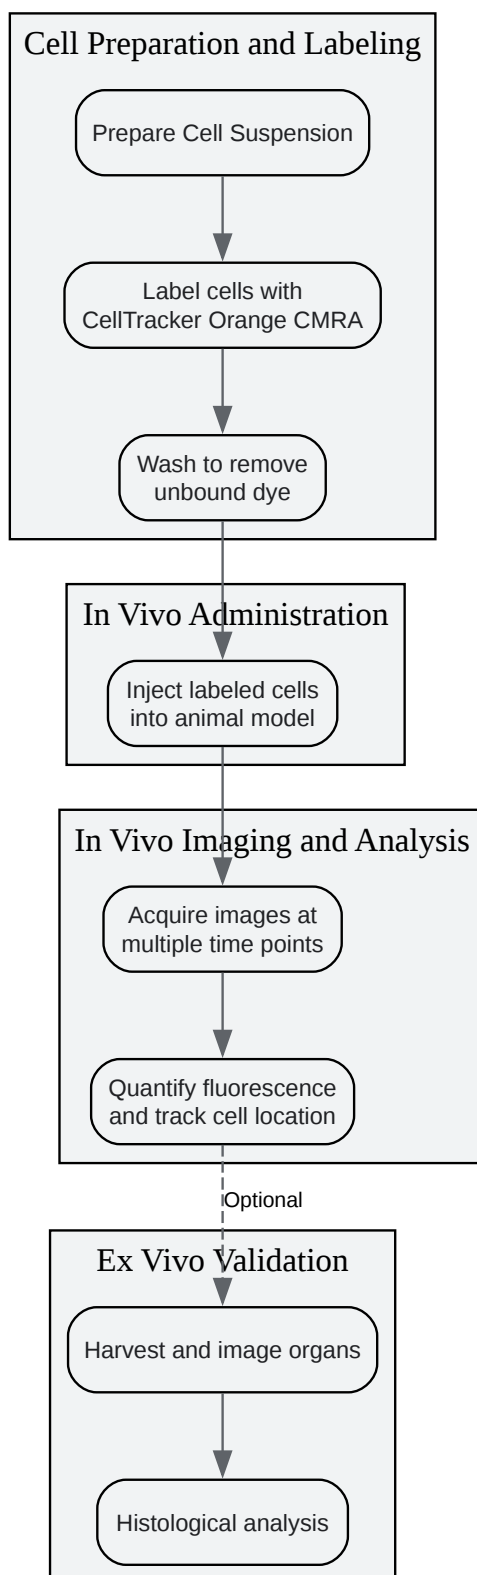 Cell Preparation and Labeling
Prepare Cell Suspension
Label cells with
CellTracker Orange CMRA
Wash to remove
unbound dye
In Vivo Administration
Inject labeled cells
into animal model
In Vivo Imaging and Analysis
Acquire images at
multiple time points
Quantify fluorescence
and track cell location
Optional
Ex Vivo Validation
Harvest and image organs
Histological analysis